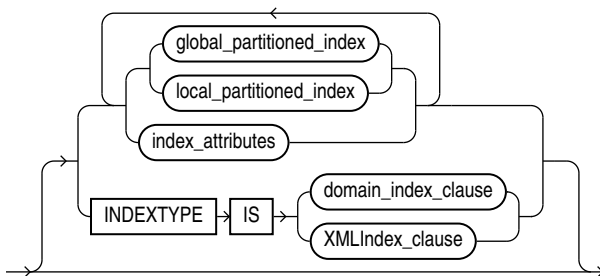 global_partitioned_index
local_partitioned_index
index_attributes
domain_index_clause
INDEXTYPE IS
XMLIndex_clause